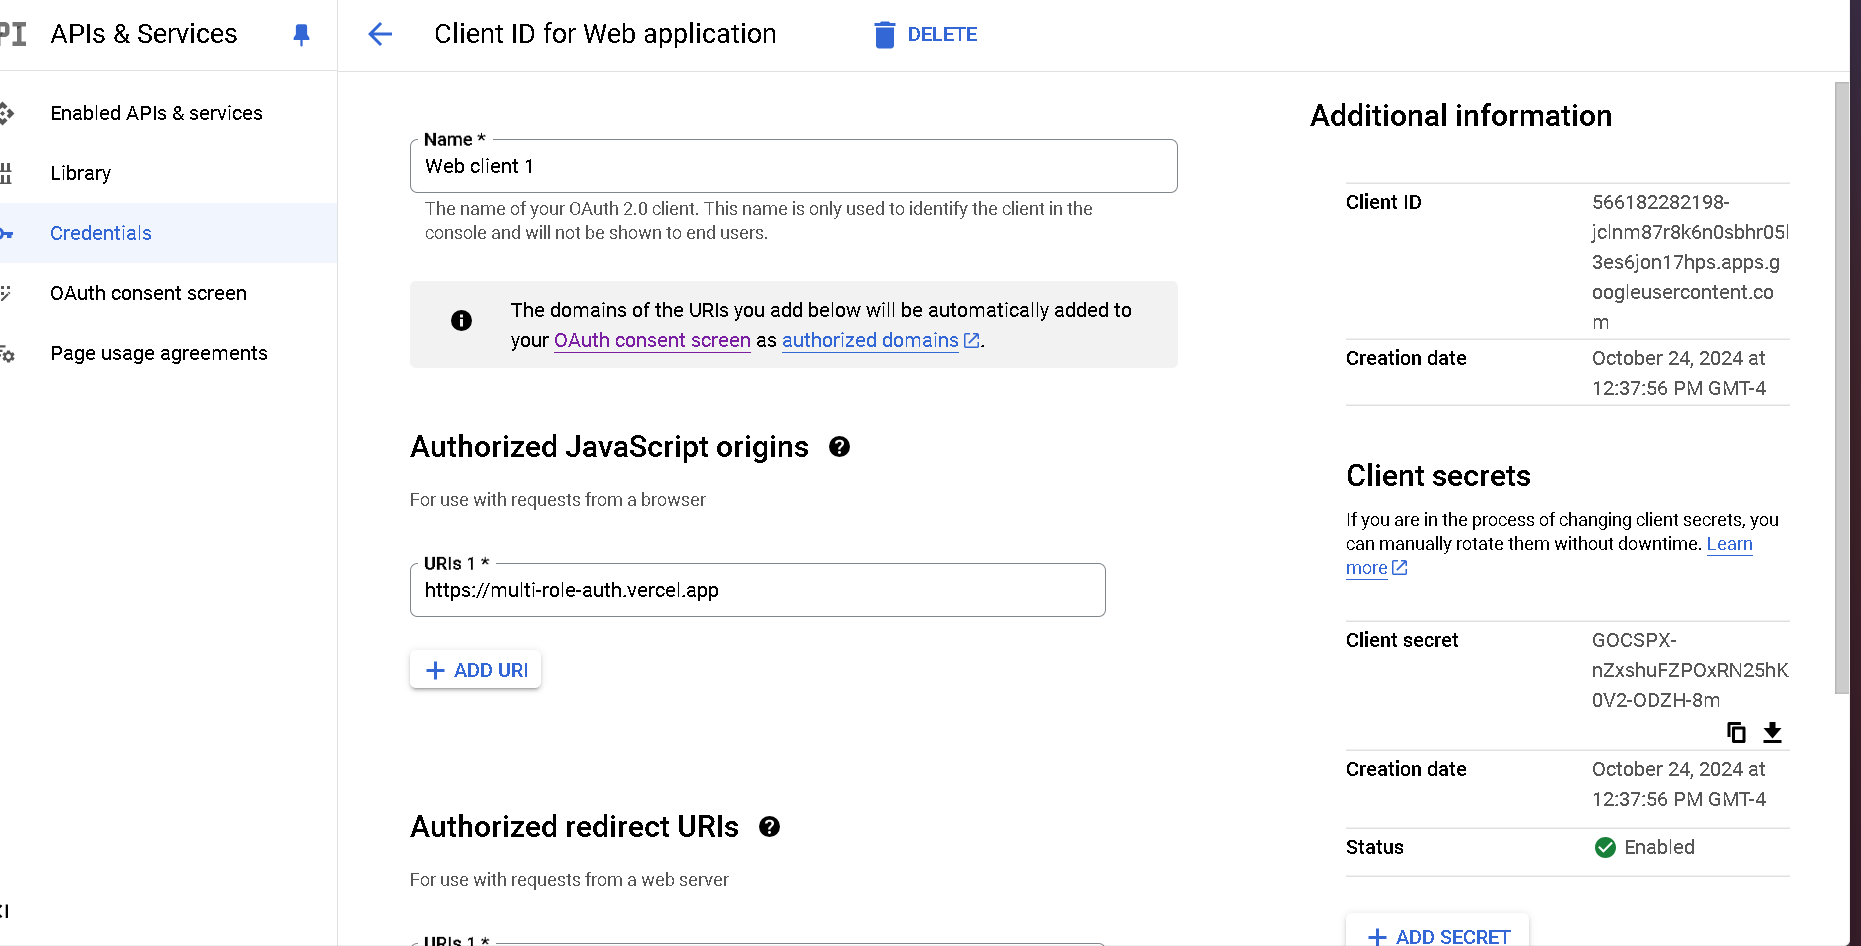 PI APIs & Services
Client ID for Web application
DELETE
Enabled APIs & services
Library
Credentials
OAuth consent screen
Page usage agreements
Name *
Web client 1
The name of your OAuth 2.0 client. This name is only used to identify the client in the
console and will not be shown to end users.
The domains of the URIs you add below will be automatically added to
your OAuth consent screen as authorized domains.
Authorized JavaScript origins
For use with requests from a browser
URIs 1 *
https://multi-role-auth.vercel.app
ADD URI
Authorized redirect URIs
For use with requests from a web server
URIs 1 *
Additional information
Client ID
566182282198-
jclnm87r8k6n0sbhr05l
3es6jon17hps.apps.g
oogleusercontent.co
m
Creation date
October 24, 2024 at
12:37:56 PM GMT-4
Client secrets
If you are in the process of changing client secrets, you
can manually rotate them without downtime. Learn
more
Client secret
GOCSPX-
nZxshuFZPOxRN25hK
0V2-ODZH-8m
Creation date
October 24, 2024 at
12:37:56 PM GMT-4
Status
Enabled
ADD SECRET